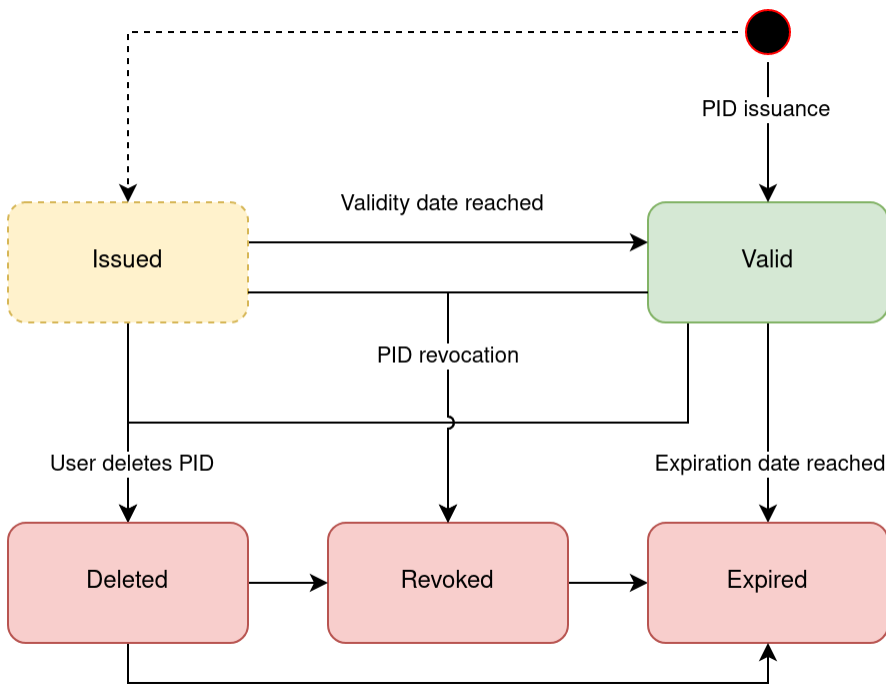 PID issuance
Validity date reached
Issued
Valid
PID revocation
User deletes PID
Expiration date reached
Deleted
Revoked
Expired